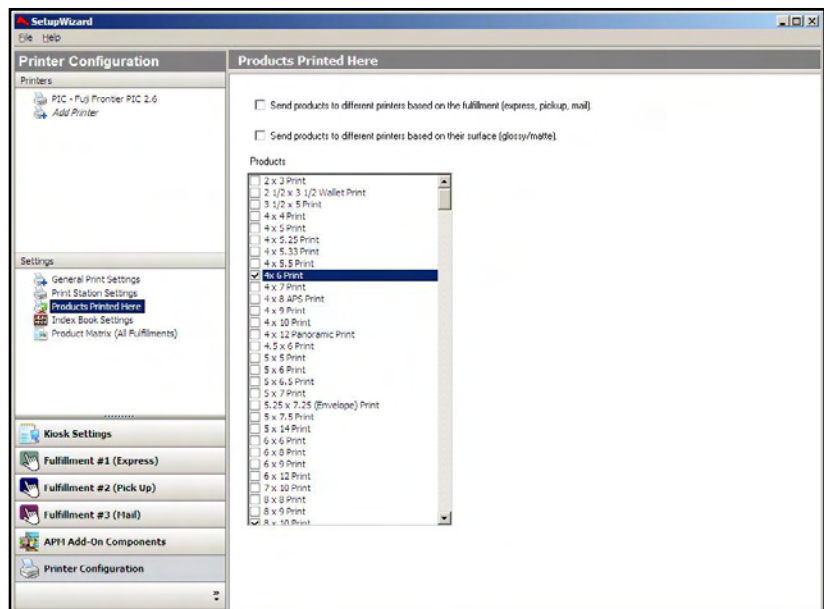 SetupWizard
File Help
Printer Configuration
Printers
PIC - Fuji Frontier PIC 2.6
Add Printer
Settings
General Print Settings
Print Station Settings
Products Printed Here
Index Book Settings
Product Matrix (All Fulfilments)
Kiosk Settings
Fulfillment #1 (Express)
Fulfillment #2 (Pick Up)
Fulfillment #3 (Mail)
APM Add-On Components
Printer Configuration
Products Printed Here
Send products to different printers based on the fulfillment (express, pickup, mail).
Send products to different printers based on their surface (glossy/matte).
Products
2 x 3 Print
2 1/2 x 3 1/2 Wallet Print
3 1/2 x 5 Print
4 x 4 Print
4 x 5 Print
4 x 5.25 Print
4 x 5.33 Print
4 x 5.5 Print
4x 6 Print
4 x 7 Print
4 x 8 APS Print
4 x 9 Print
4 x 10 Print
4 x 12 Panoramic Print
4.5 x 6 Print
5 x 5 Print
5 x 6 Print
5 x 6.5 Print
5 x 7 Print
5.25 x 7.25 (Envelope) Print
5 x 7.5 Print
5 x 14 Print
6 x 6 Print
6 x 8 Print
6 x 9 Print
6 x 12 Print
7 x 10 Print
8 x 8 Print
8 x 9 Print
8 x 10 Print